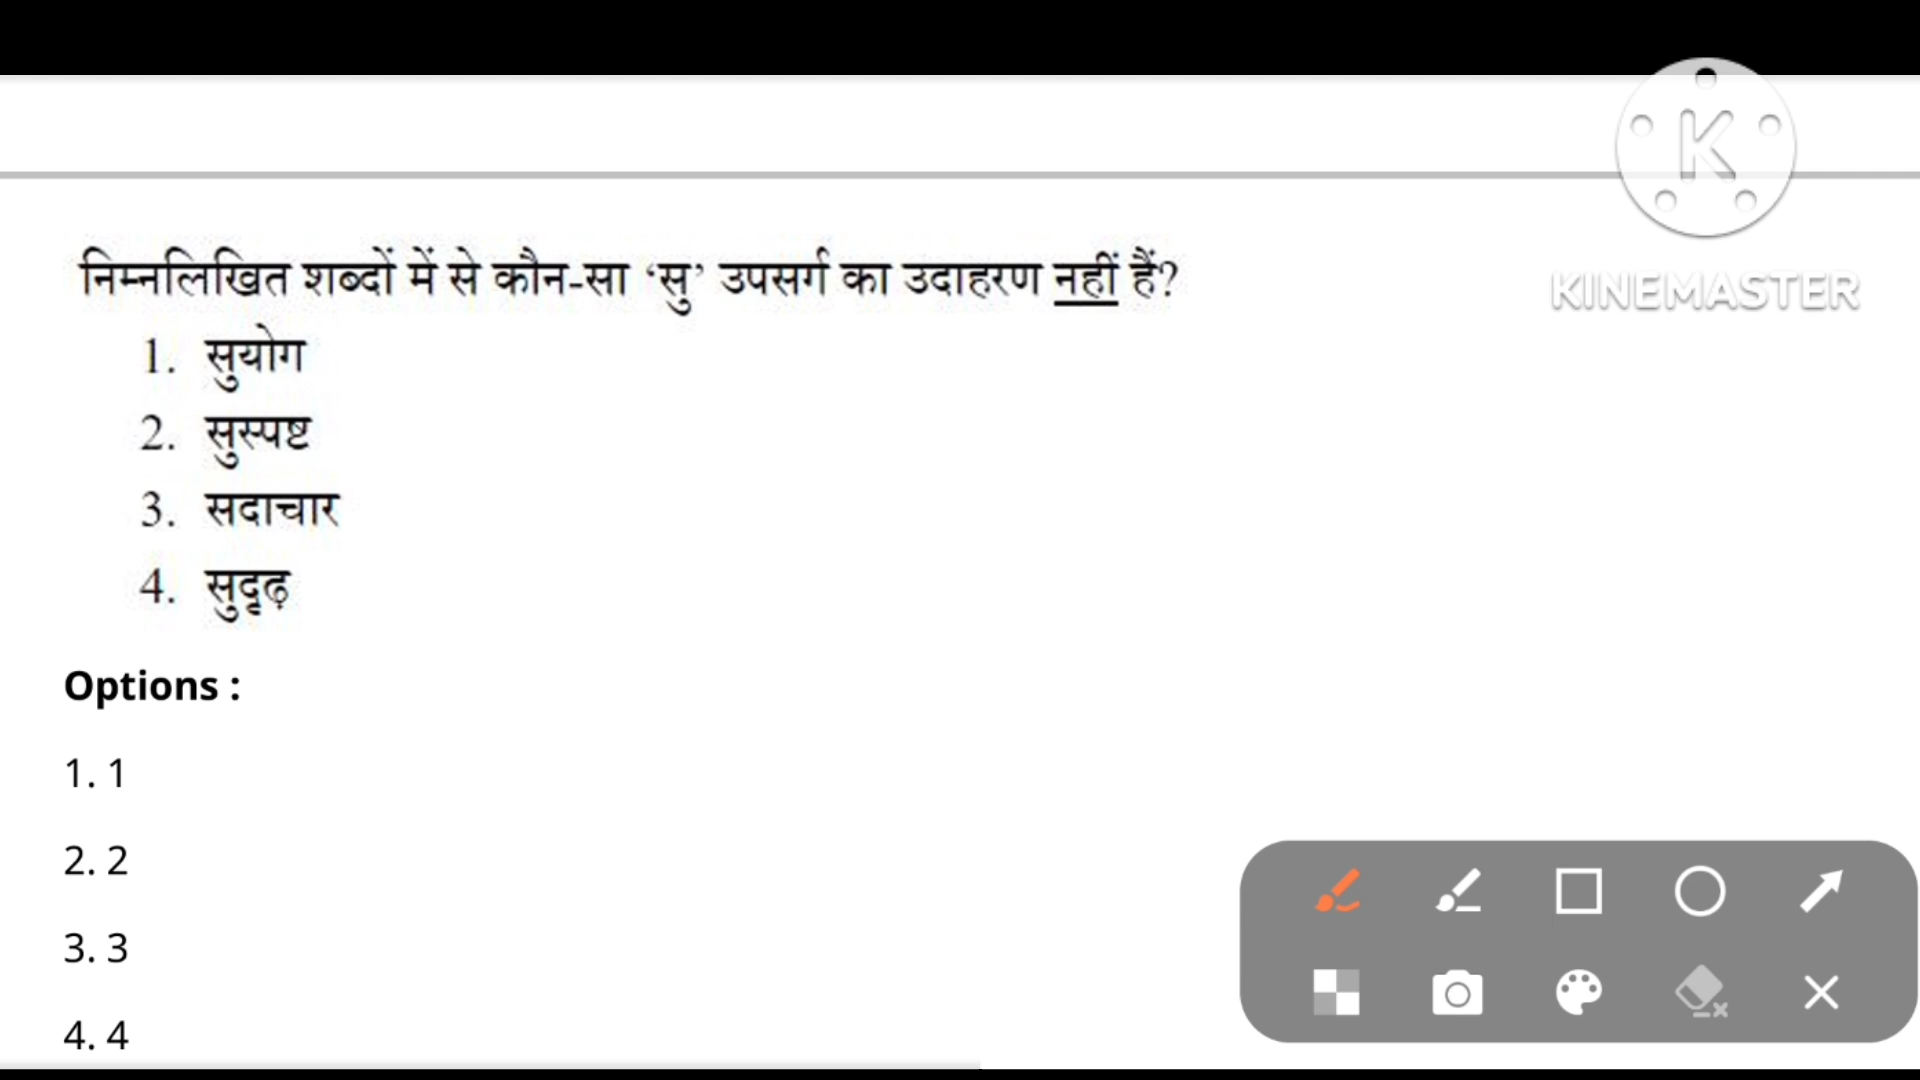 K
KINEMASTER
निम्नलिखित शब्दों में से कौन-सा ‘सु’ उपसर्ग का उदाहरण नहीं हैं?
1. सुयोग
2. सुस्पष्ट
3. सदाचार
4. सुदृढ़
Options :
1. 1
2. 2
3. 3
4. 4